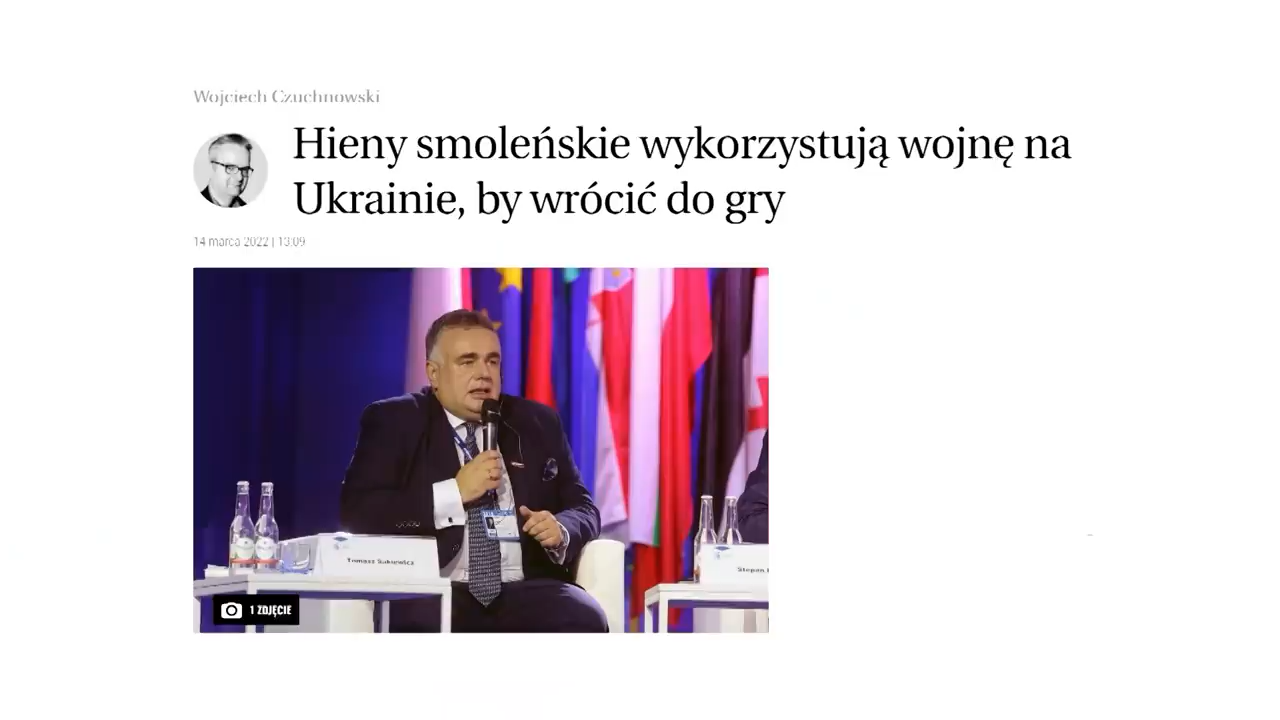 Wojciech Czuchnowski
Hieny smoleńskie wykorzystują wojnę na
Ukrainie, by wrócić do gry
14 marca 2022 | 13:09
Tomasz Sakiewicz
Stepan
1 ZDJĘCIE